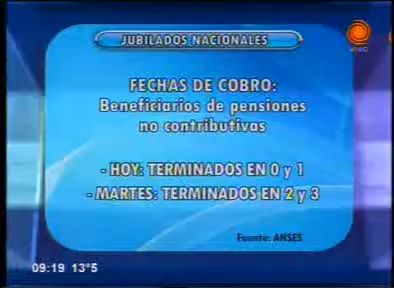 JUBILADOS NACIONALES
FECHAS DE COBRO:
Beneficiarios de pensiones
no contributivas
- HOY: TERMINADOS EN 0 y 1
- MARTES: TERMINADOS EN 2 y 3
Fuente: ANSES
09:19 13°5